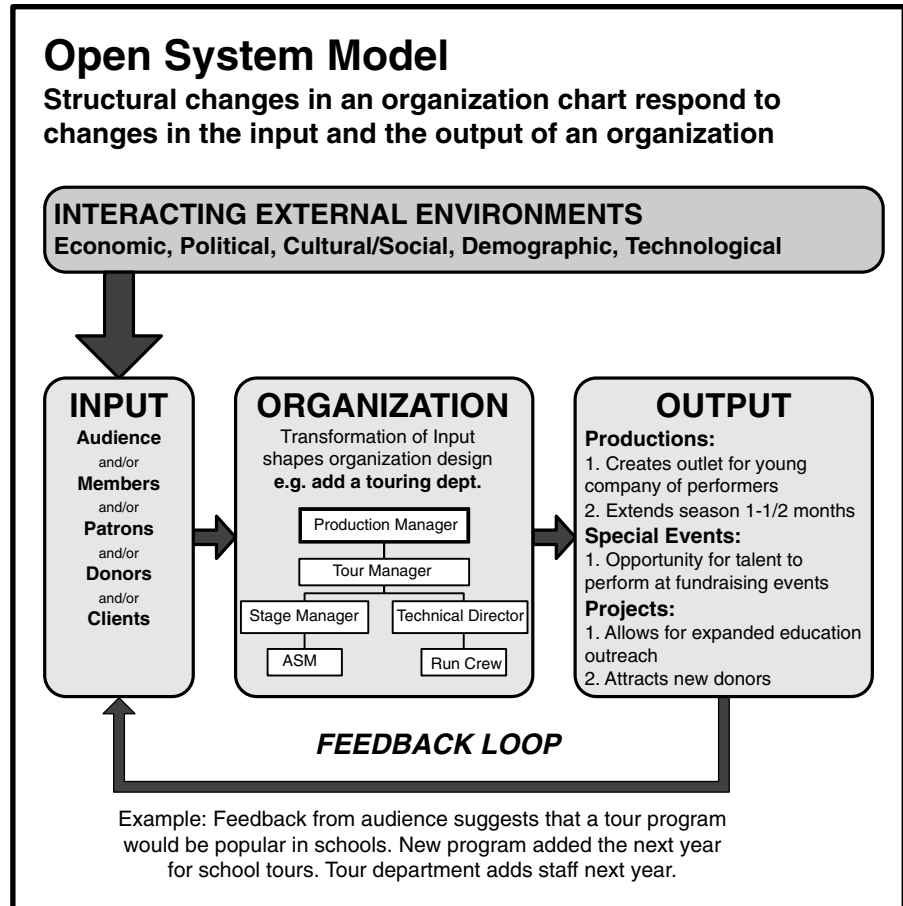 Open System Model
Structural changes in an organization chart respond to
changes in the input and the output of an organization
INTERACTING EXTERNAL ENVIRONMENTS
Economic, Political, Cultural/Social, Demographic, Technological
INPUT
Audience
and/or
Members
and/or
Patrons
and/or
Donors
and/or
Clients
ORGANIZATION
Transformation of Input
shapes organization design
e.g. add a touring dept.
Production Manager
Tour Manager
Stage Manager
Technical Director
ASM
Run Crew
OUTPUT
Productions:
1. Creates outlet for young
company of performers
2. Extends season 1-1/2 months
Special Events:
1. Opportunity for talent to
perform at fundraising events
Projects:
1. Allows for expanded education
outreach
2. Attracts new donors
FEEDBACK LOOP
Example: Feedback from audience suggests that a tour program
would be popular in schools. New program added the next year
for school tours. Tour department adds staff next year.